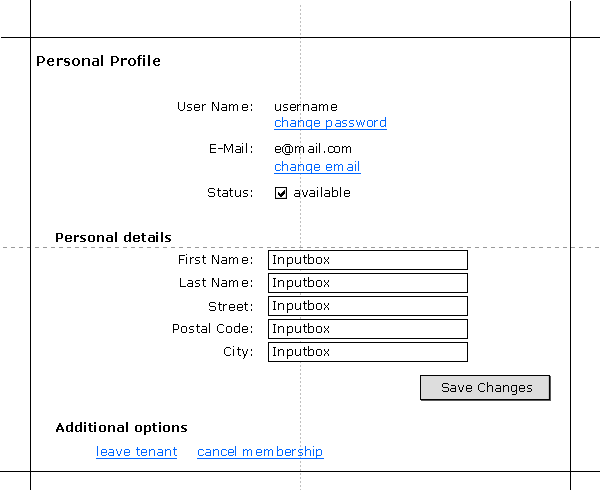 Personal Profile
User Name: username
change password
E-Mail: e@mail.com
change email
Status: available
Personal details
First Name: Inputbox
Last Name: Inputbox
Street: Inputbox
Postal Code: Inputbox
City: Inputbox
Save Changes
Additional options
leave tenant cancel membership